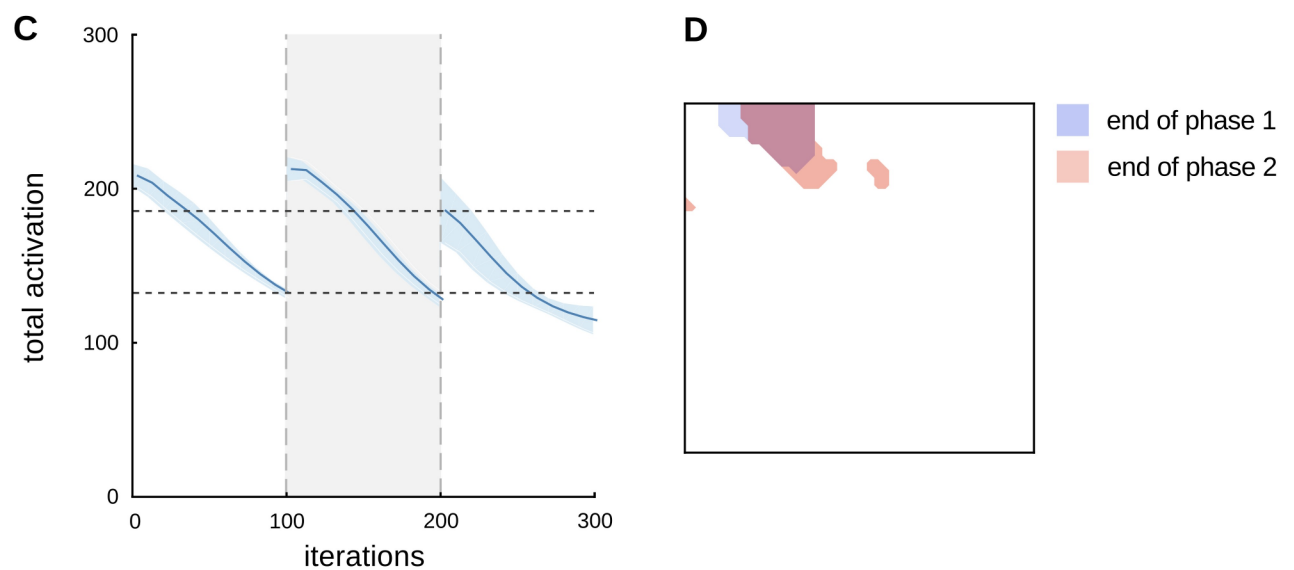 C
300
200
100
0
total activation
0 100 200 300
iterations
D
end of phase 1
end of phase 2